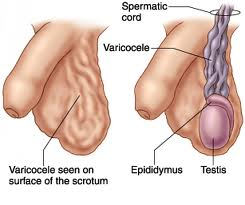 Spermatic
cord
Varicocele
Varicocele seen on
surface of the scrotum
Epididymus
Testis